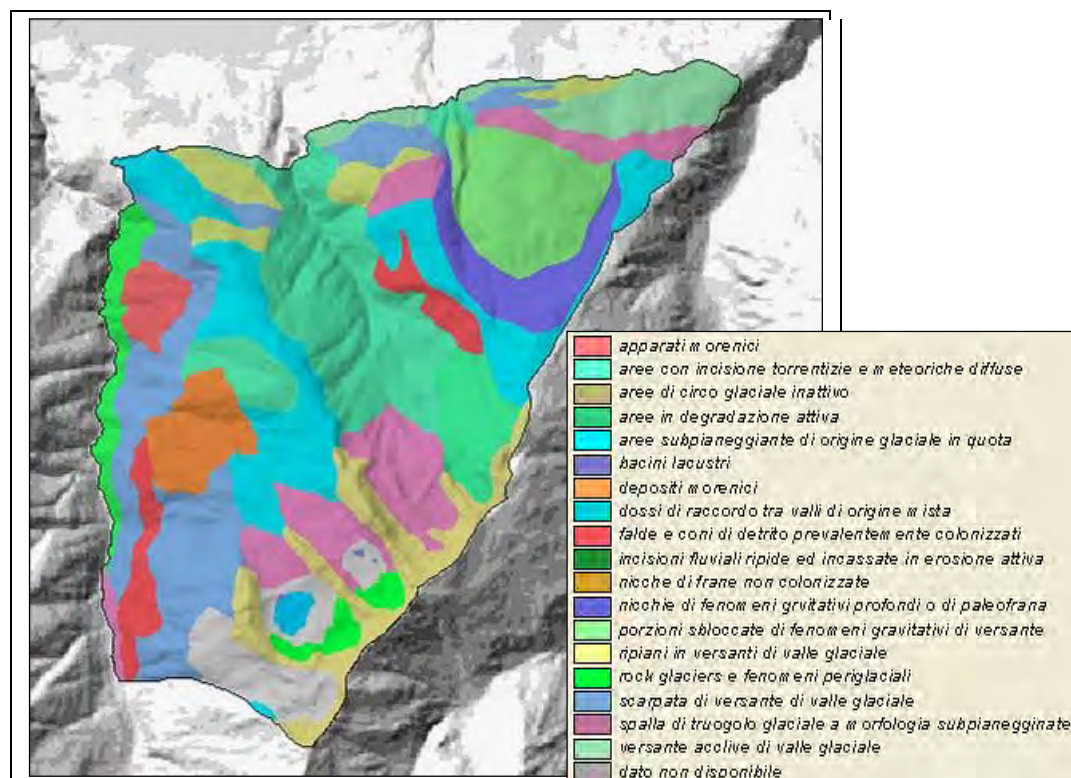 apparati morenici
aree con incisione torrentizie e meteoriche diffuse
aree di circo glaciale inattivo
aree in degradazione attiva
aree subpianeggiante di origine glaciale in quota
bacini lacustri
depositi morenici
dossi di raccordo tra valli di origine mista
falde e coni di detrito prevalentemente colonizzati
incisioni fluviali ripide ed incassate in erosione attiva
nicche di frane non colonizzate
nicchie di fenomeni grvitativi profondi o di paleofrana
porzioni sbloccate di fenomeni gravitativi di versante
ripiani in versanti di valle glaciale
rock glaciers e fenomeni periglaciali
scarpata di versante di valle glaciale
spalla di truogolo glaciale a morfologia subpianegginate
versante acclive di valle glaciale
dato non disponibile